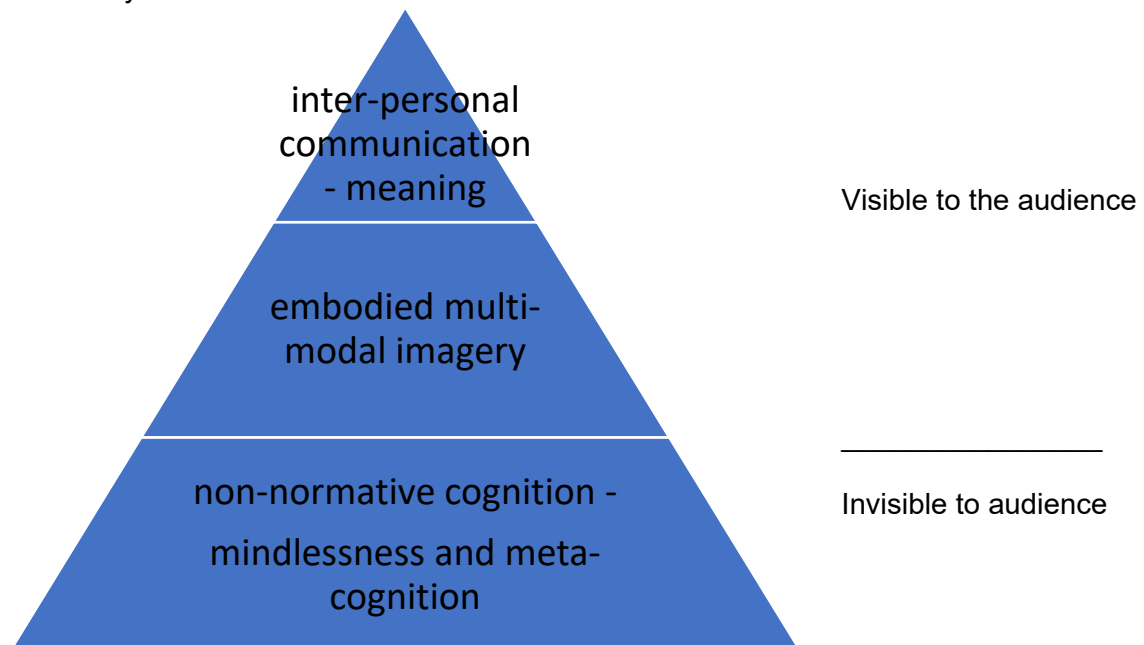 inter-personal
communication
- meaning
Visible to the audience
embodied multi-
modal imagery
non-normative cognition -
Invisible to audience
mindlessness and meta-
cognition